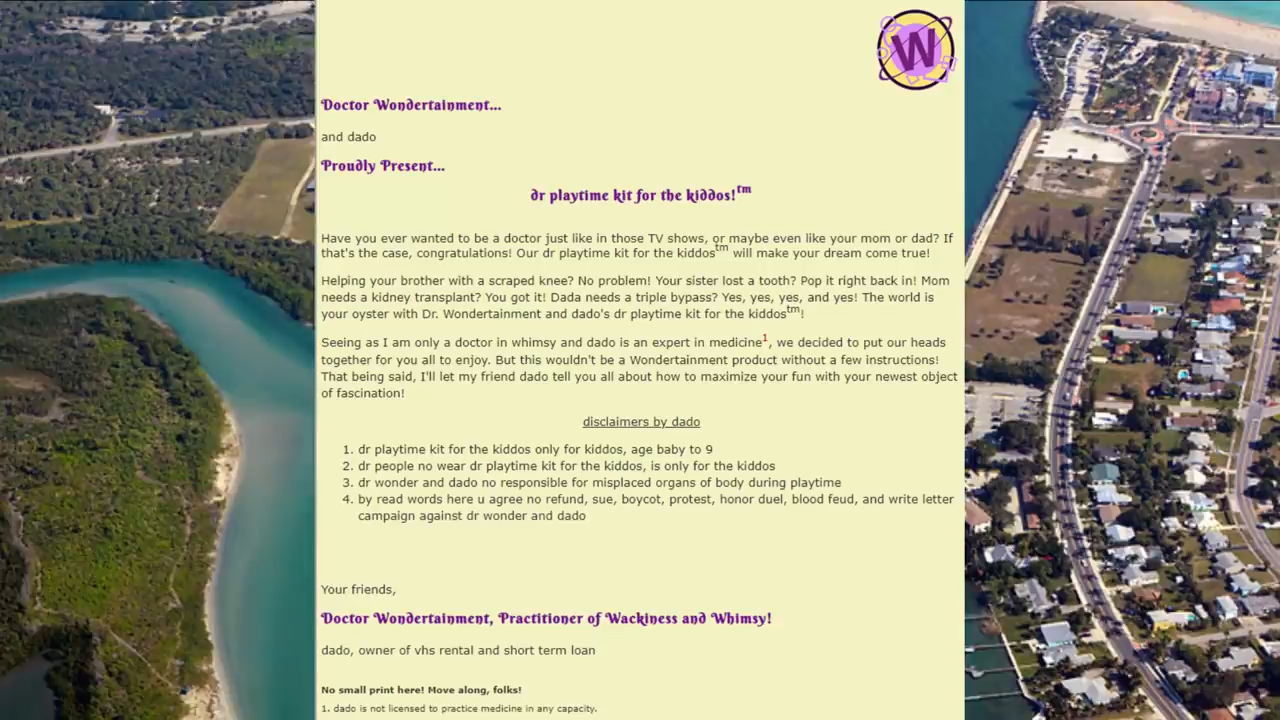 W
Doctor Wondertainment...
and dado
Proudly Present...
dr playtime kit for the kiddos!tm
Have you ever wanted to be a doctor just like in those TV shows, or maybe even like your mom or dad? If
that's the case, congratulations! Our dr playtime kit for the kiddostm will make your dream come true!
Helping your brother with a scraped knee? No problem! Your sister lost a tooth? Pop it right back in! Mom
needs a kidney transplant? You got it! Dada needs a triple bypass? Yes, yes, yes, and yes! The world is
your oyster with Dr. Wondertainment and dado's dr playtime kit for the kiddostm!
Seeing as I am only a doctor in whimsy and dado is an expert in medicine1, we decided to put our heads
together for you all to enjoy. But this wouldn't be a Wondertainment product without a few instructions!
That being said, I'll let my friend dado tell you all about how to maximize your fun with your newest object
of fascination!
disclaimers by dado
1. dr playtime kit for the kiddos only for kiddos, age baby to 9
2. dr people no wear dr playtime kit for the kiddos, is only for the kiddos
3. dr wonder and dado no responsible for misplaced organs of body during playtime
4. by read words here u agree no refund, sue, boycot, protest, honor duel, blood feud, and write letter
campaign against dr wonder and dado
Your friends,
Doctor Wondertainment, Practitioner of Wackiness and Whimsy!
dado, owner of vhs rental and short term loan
No small print here! Move along, folks!
1. dado is not licensed to practice medicine in any capacity.